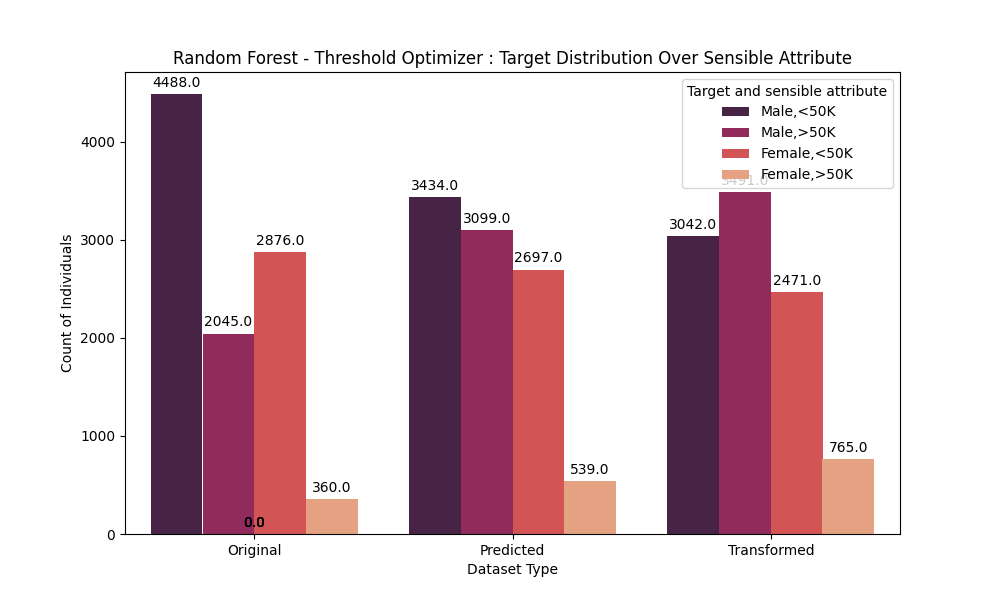 Random Forest - Threshold Optimizer : Target Distribution Over Sensible Attribute
4488.0
Target and sensible attribute
Male,<50K
Male,>50K
Female,<50K
Female,>50K
4000
3434.0
3491.0
3099.0
3042.0
3000
2876.0
2697.0
2471.0
2045.0
2000
1000
765.0
539.0
360.0
0.0
0
Count of Individuals
Original
Predicted
Transformed
Dataset Type